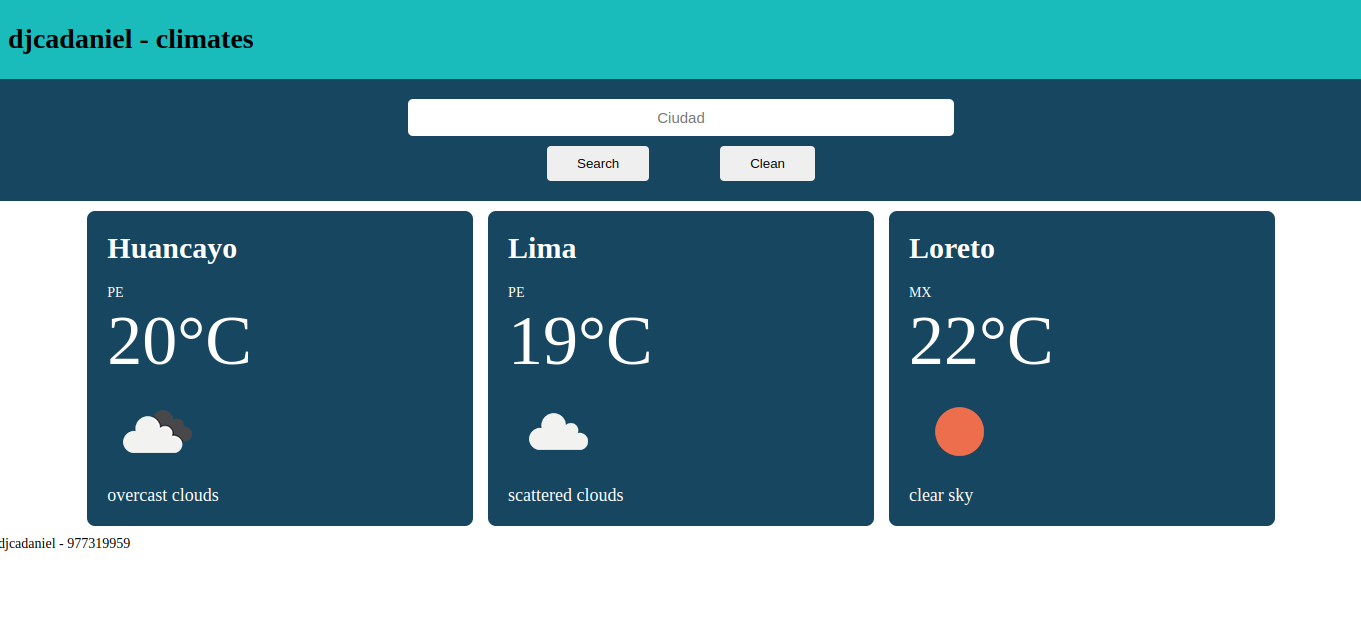 djcadaniel - climates
Ciudad
Search
Clean
Huancayo
PE
20°C
overcast clouds
Lima
PE
19°C
scattered clouds
Loreto
MX
22°C
clear sky
djcadaniel - 977319959